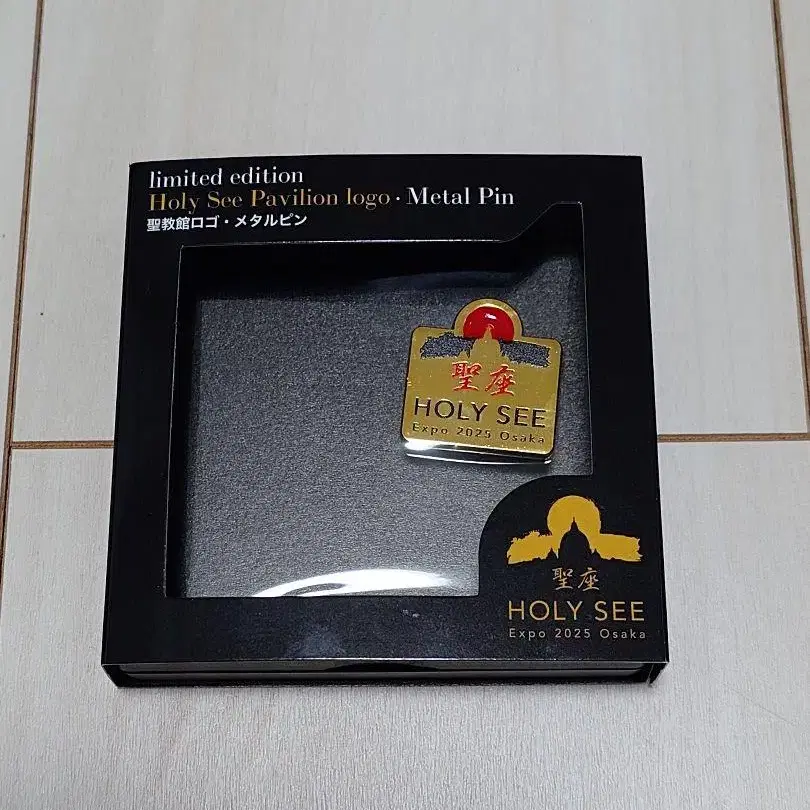 limited edition
Holy See Pavilion logo · Metal Pin
聖教館ロゴ・メタルピン
聖座
HOLY SEE
Expo 2025 Osaka
聖座
HOLY SEE
Expo 2025 Osaka